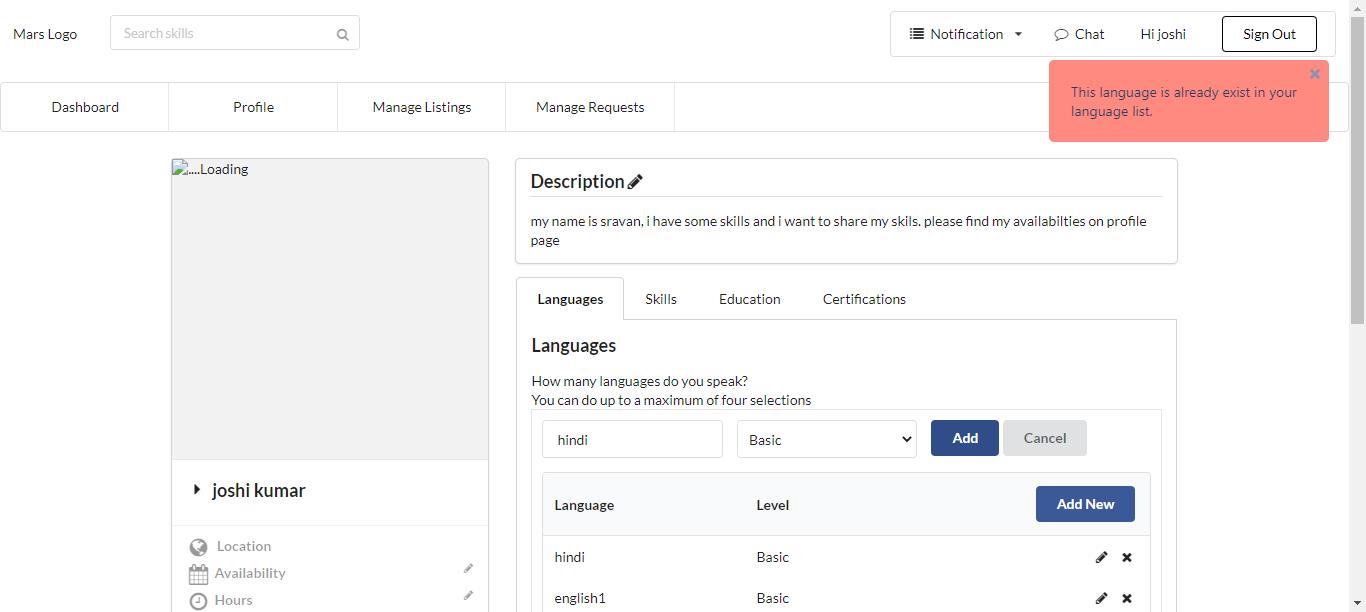 Mars Logo
Search skills
Notification
Chat
Hi joshi
Sign Out
This language is already exist in your
language list.
Dashboard
Profile
Manage Listings
Manage Requests
....Loading
Description
my name is sravan, i have some skills and i want to share my skils. please find my availabilties on profile
page
Languages
Skills
Education
Certifications
Languages
How many languages do you speak?
You can do up to a maximum of four selections
hindi
Basic
Add
Cancel
Language
Level
Add New
hindi
Basic
english1
Basic
joshi kumar
Location
Availability
Hours